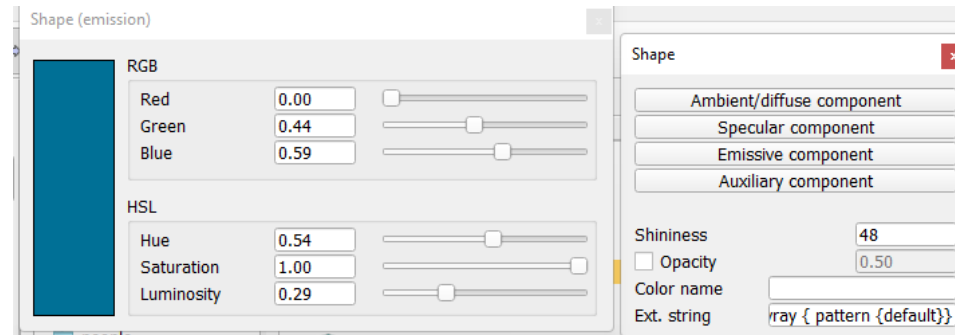 Shape (emission)
x
RGB
Red 0.00
Green 0.44
Blue 0.59
HSL
Hue 0.54
Saturation 1.00
Luminosity 0.29
Shape
Ambient/diffuse component
Specular component
Emissive component
Auxiliary component
Shininess 48
Opacity 0.50
Color name
Ext. string { pattern {default}}